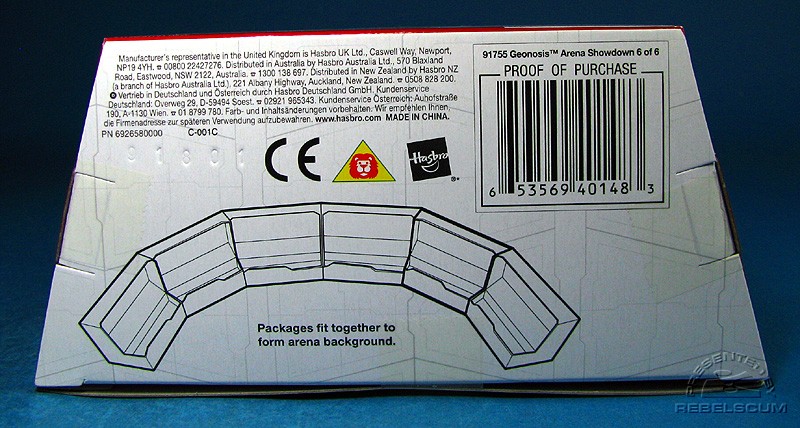 Manufacturer's representative in the United Kingdom is Hasbro UK Ltd., Caswell Way, Newport,
NP19 4YH. ☎ 00800 22427276. Distributed in Australia by Hasbro Australia Ltd., 570 Blaxland
Road, Eastwood, NSW 2122, Australia. ☎ 1300 138 697. Distributed in New Zealand by Hasbro NZ
(a branch of Hasbro Australia Ltd.). 221 Albany Highway, Auckland, New Zealand. ☎ 0508 828 200.
Vertrieb in Deutschland und Österreich durch Hasbro Deutschland GmbH. Kundenservice
Deutschland: Overweg 29, D-59494 Soest. ☎ 02921 965343. Kundenservice Österreich: Auhofstraße
190, A-1130 Wien. ☎ 01 8799 780. Farb- und Inhaltsänderungen vorbehalten. Wir empfehlen Ihnen,
die Firmenadresse zur späteren Verwendung aufzubewahren. www.hasbro.com MADE IN CHINA.
PN 6926580000 C-001C
91755 Geonosis™ Arena Showdown 6 of 6
PROOF OF PURCHASE
6 53569 40148 3
CE
Hasbro
®
Packages fit together to
form arena background.
PRESENTED BY
REBELSCUM